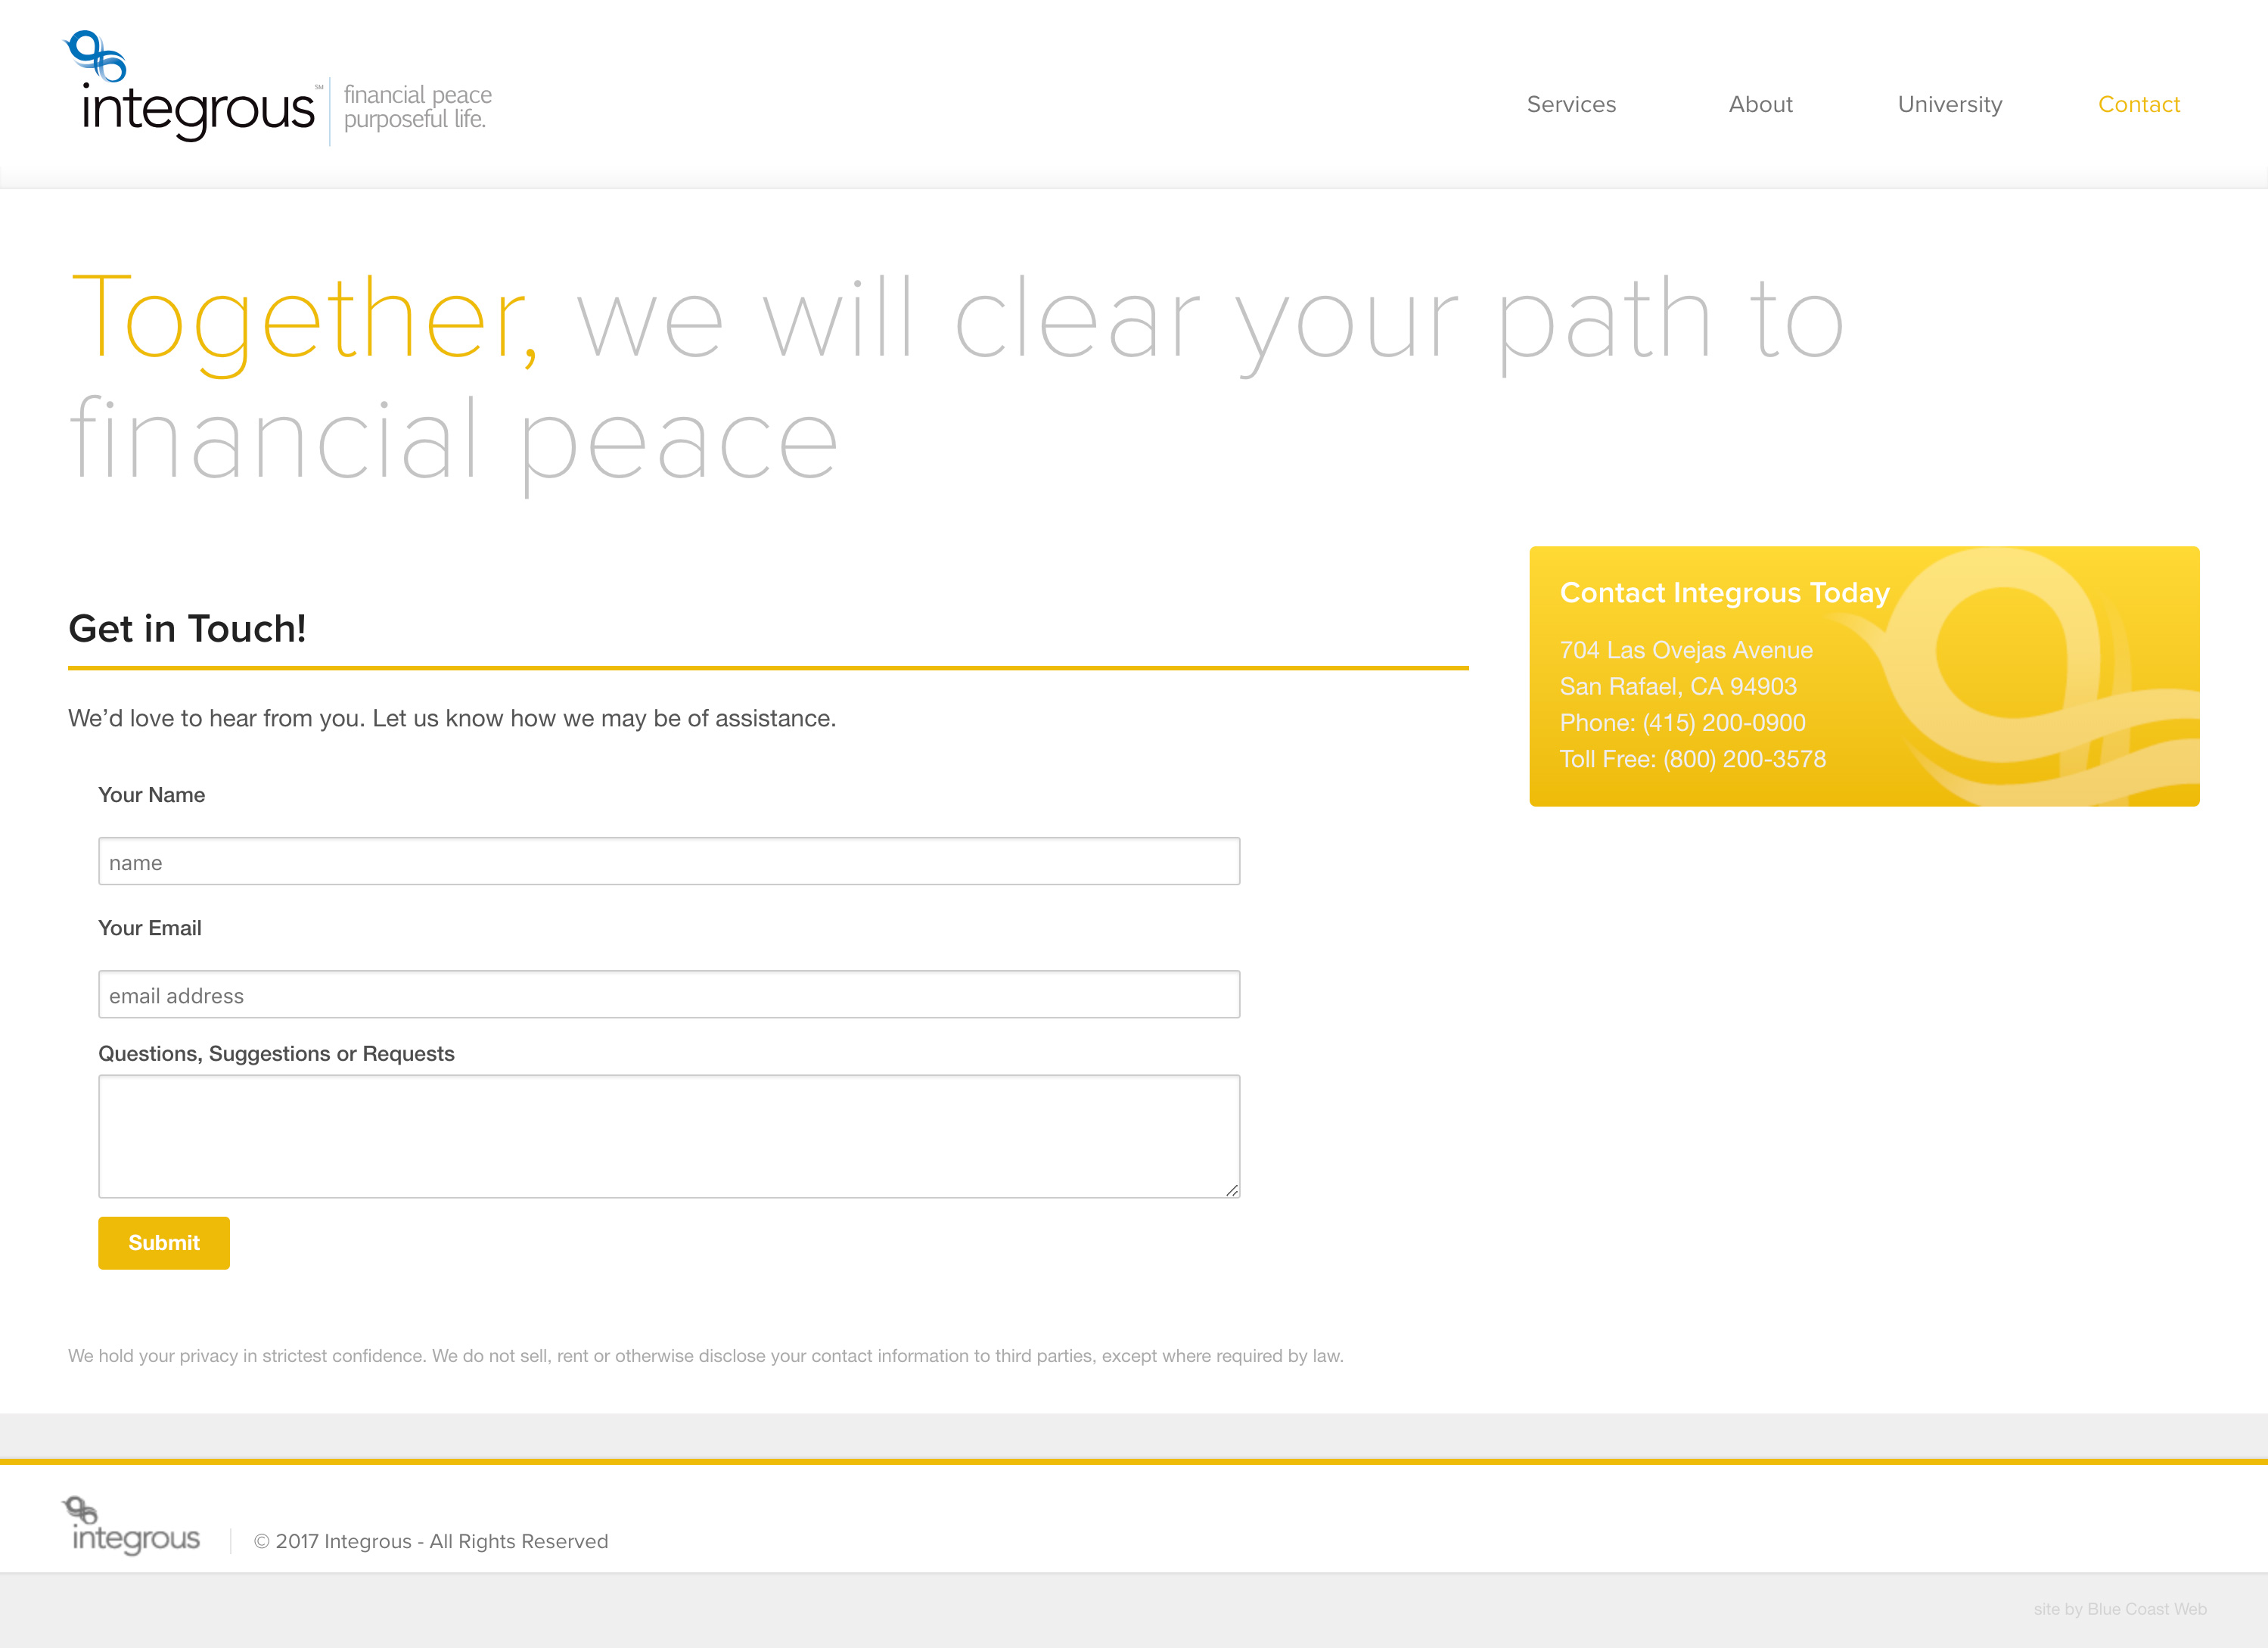 integrous℠
financial peace
purposeful life.
Services
About
University
Contact
Together, we will clear your path to
financial peace
Get in Touch!
We’d love to hear from you. Let us know how we may be of assistance.
Your Name
name
Your Email
email address
Questions, Suggestions or Requests
Submit
We hold your privacy in strictest confidence. We do not sell, rent or otherwise disclose your contact information to third parties, except where required by law.
Contact Integrous Today
704 Las Ovejas Avenue
San Rafael, CA 94903
Phone: (415) 200-0900
Toll Free: (800) 200-3578
integrous
© 2017 Integrous - All Rights Reserved
site by Blue Coast Web